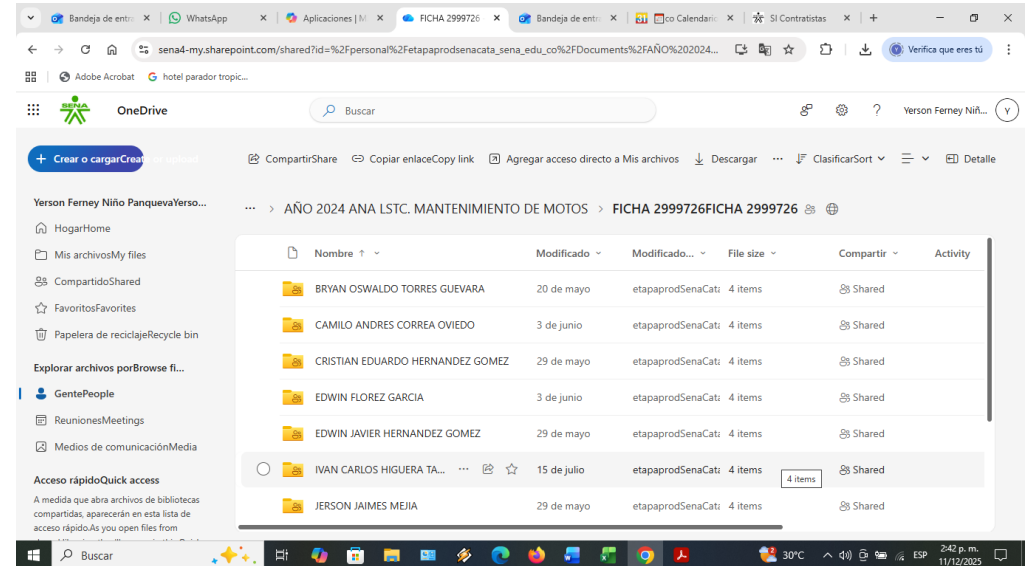 Bandeja de entr
WhatsApp
Aplicaciones | M
FICHA 2999726
Bandeja de entr
co Calendario
SI Contratistas
sena4-my.sharepoint.com/shared?id=%2Fpersonal%2Fetapaprodsenacata_sena_edu_co%2FDocuments%2FAÑO%202024...
Verifica que eres tú
Adobe Acrobat
hotel parador tropic...
SENA
OneDrive
Buscar
Yerson Ferney Niñ...
Y
+ Crear o cargarCreate or upload
CompartirShare
Copiar enlaceCopy link
Agregar acceso directo a Mis archivos
Descargar
...
ClasificarSort
Detalle
Yerson Ferney Niño PanquevaYerso...
HogarHome
Mis archivosMy files
CompartidoShared
FavoritosFavorites
Papelera de reciclajeRecycle bin
Explorar archivos porBrowse fi...
GentePeople
ReunionesMeetings
Medios de comunicaciónMedia
Acceso rápidoQuick access
A medida que abra archivos de bibliotecas
compartidas, aparecerán en esta lista de
acceso rápido.As you open files from
... > AÑO 2024 ANA LSTC. MANTENIMIENTO DE MOTOS > FICHA 2999726FICHA 2999726
Nombre ↑ Modificado Modificado... File size Compartir Activity
BRYAN OSWALDO TORRES GUEVARA 20 de mayo etapaprodSenaCata 4 items Shared
CAMILO ANDRES CORREA OVIEDO 3 de junio etapaprodSenaCata 4 items Shared
CRISTIAN EDUARDO HERNANDEZ GOMEZ 29 de mayo etapaprodSenaCata 4 items Shared
EDWIN FLOREZ GARCIA 3 de junio etapaprodSenaCata 4 items Shared
EDWIN JAVIER HERNANDEZ GOMEZ 29 de mayo etapaprodSenaCata 4 items Shared
IVAN CARLOS HIGUERA TA... ... 15 de julio etapaprodSenaCata 4 items Shared
4 items
JERSON JAIMES MEJIA 29 de mayo etapaprodSenaCata 4 items Shared
Buscar
30°C
ESP
2:42 p. m.
11/12/2025